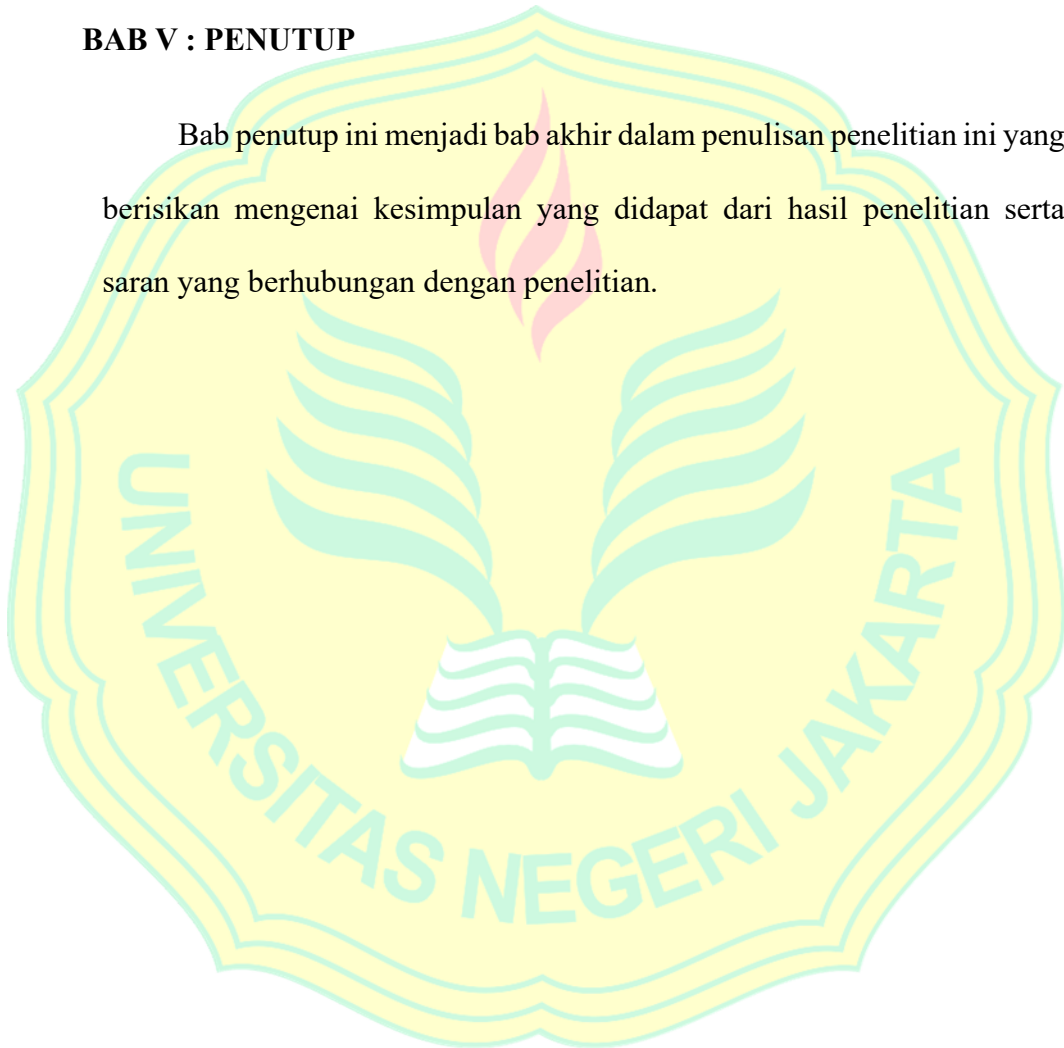 BAB V : PENUTUP
Bab penutup ini menjadi bab akhir dalam penulisan penelitian ini yang
berisikan mengenai kesimpulan yang didapat dari hasil penelitian serta
saran yang berhubungan dengan penelitian.
UNIVERSITAS NEGERI JAKARTA